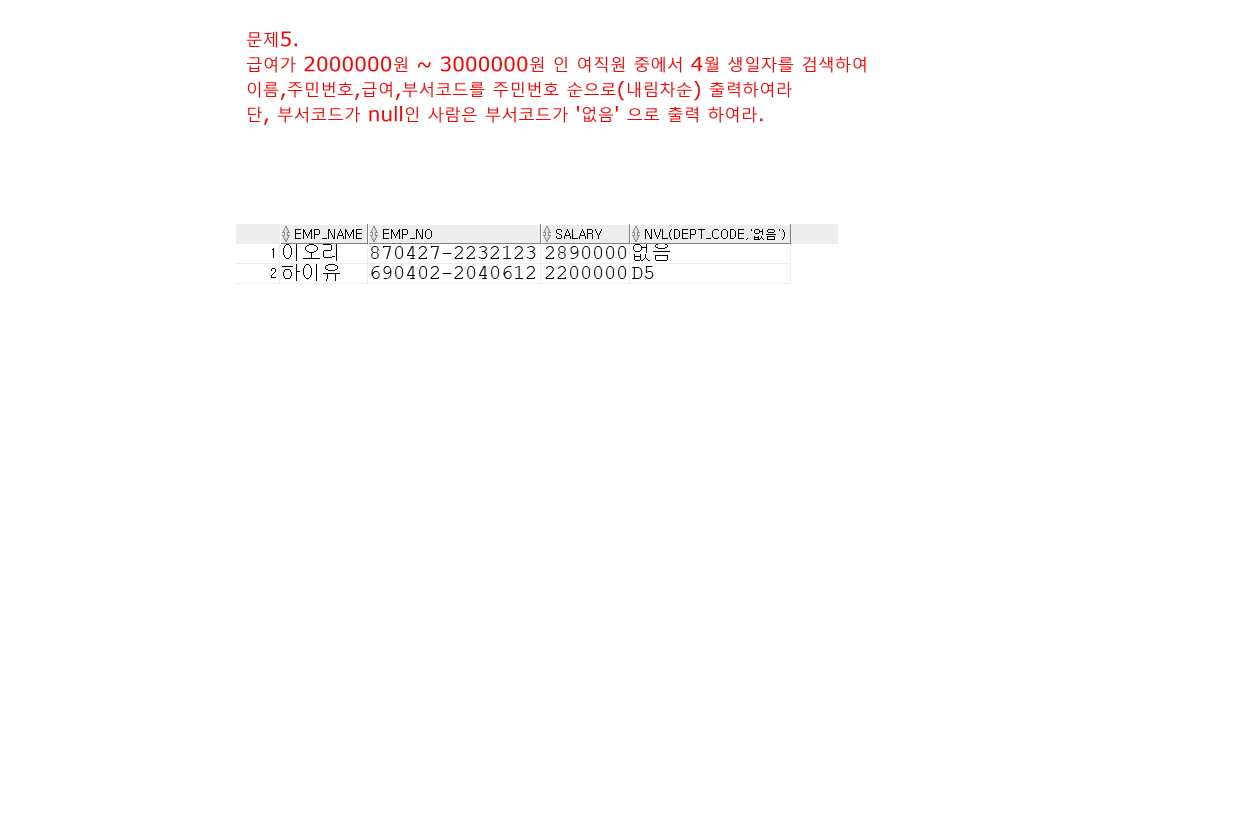 문제5.
급여가 2000000원 ~ 3000000원 인 여직원 중에서 4월 생일자를 검색하여
이름,주민번호,급여,부서코드를 주민번호 순으로(내림차순) 출력하여라
단, 부서코드가 null인 사람은 부서코드가 '없음' 으로 출력 하여라.
EMP_NAME EMP_NO SALARY NVL(DEPT_CODE,'없음')
1 이오리 870427-2232123 2890000 없음
2 하이유 690402-2040612 2200000 D5